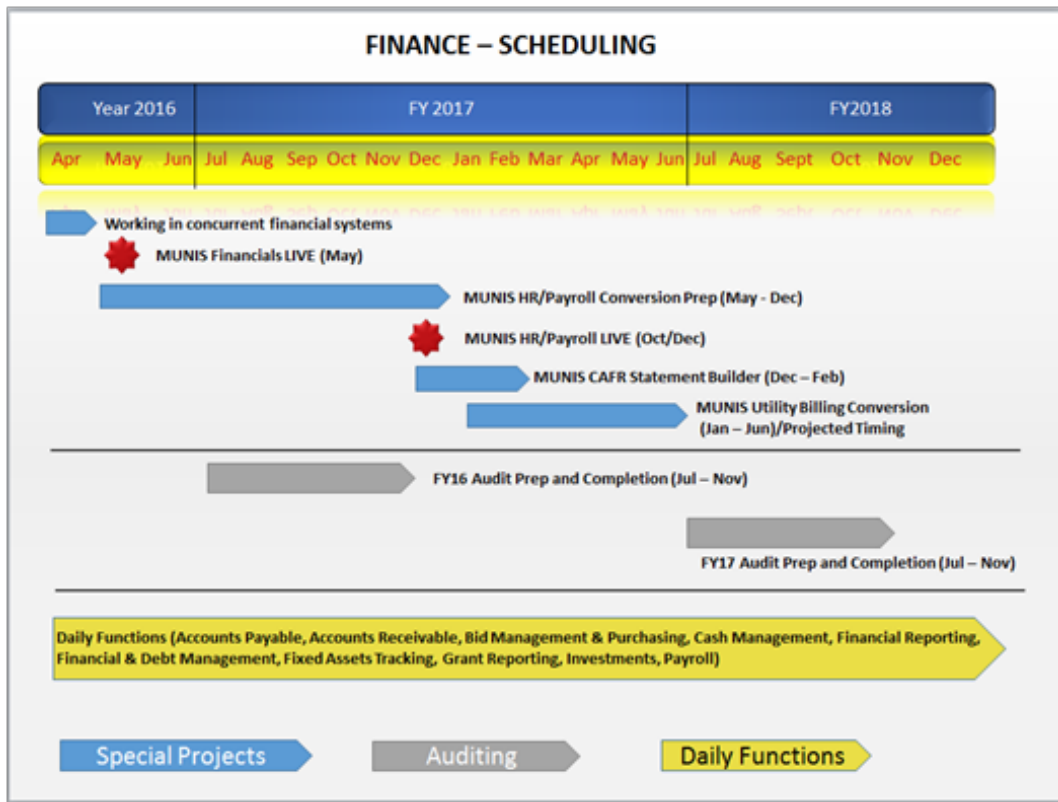 FINANCE – SCHEDULING
Year 2016 FY 2017 FY2018
Apr May Jun Jul Aug Sep Oct Nov Dec Jan Feb Mar Apr May Jun Jul Aug Sept Oct Nov Dec
Working in concurrent financial systems
MUNIS Financials LIVE (May)
MUNIS HR/Payroll Conversion Prep (May - Dec)
MUNIS HR/Payroll LIVE (Oct/Dec)
MUNIS CAFR Statement Builder (Dec – Feb)
MUNIS Utility Billing Conversion
(Jan – Jun)/Projected Timing
FY16 Audit Prep and Completion (Jul – Nov)
FY17 Audit Prep and Completion (Jul – Nov)
Daily Functions (Accounts Payable, Accounts Receivable, Bid Management & Purchasing, Cash Management, Financial Reporting,
Financial & Debt Management, Fixed Assets Tracking, Grant Reporting, Investments, Payroll)
Special Projects Auditing Daily Functions